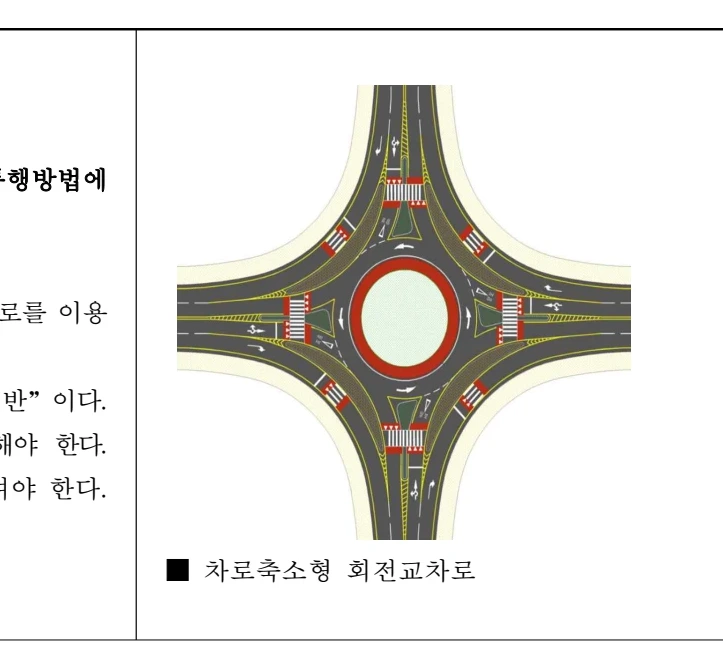 행방법에
로를 이용
반” 이다.
해야 한다.
여야 한다.
■ 차로축소형 회전교차로